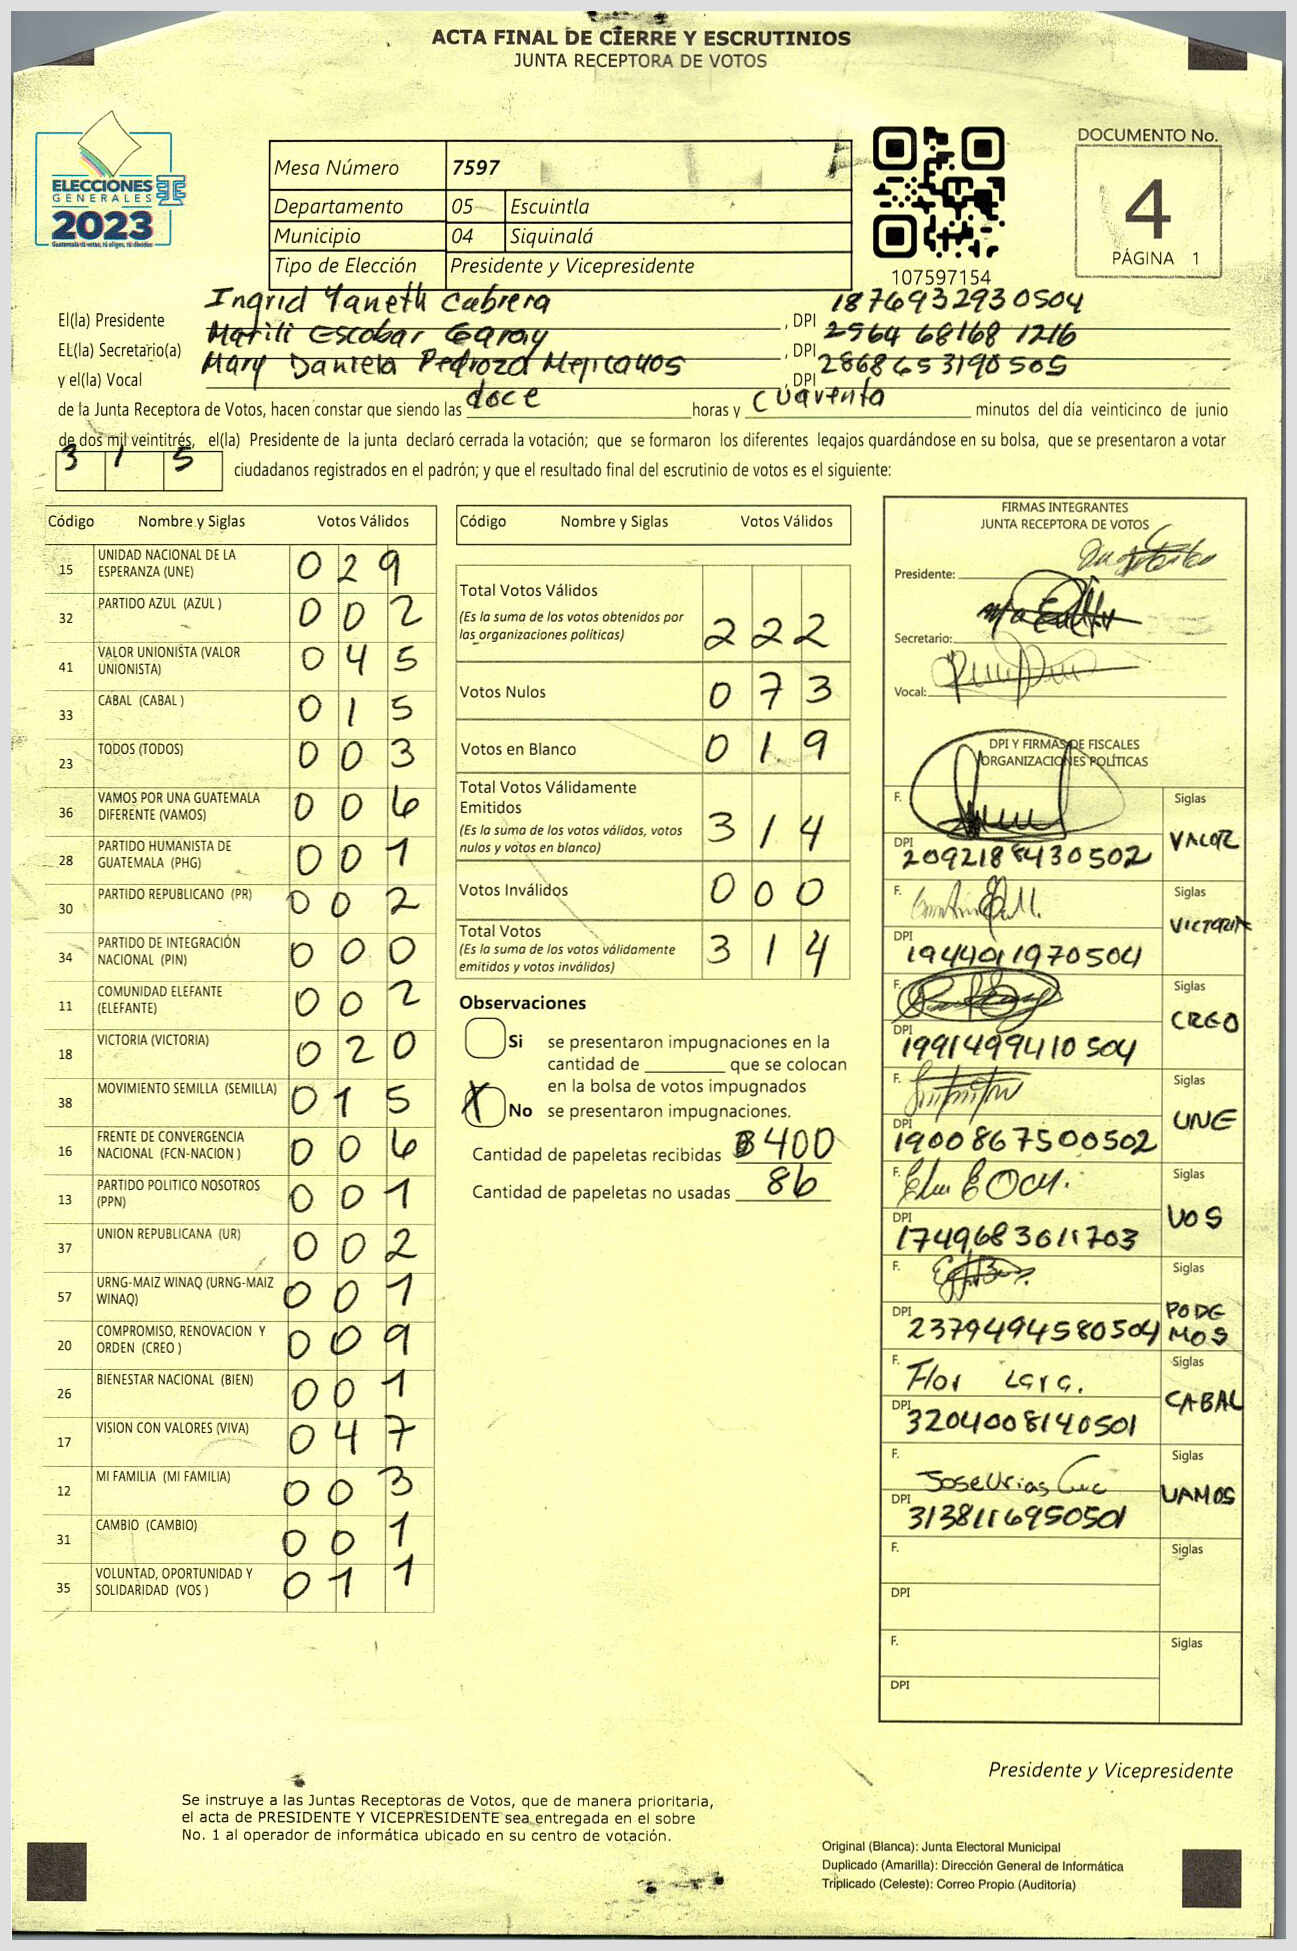 ACTA FINAL DE CIERRE Y ESCRUTINIOS
JUNTA RECEPTORA DE VOTOS
ELECCIONES
GENERALES
2023
Guatemala tú votas, tú eliges, tú decides
Mesa Número 7597
Departamento 05 Escuintla
Municipio 04 Siquinalá
Tipo de Elección Presidente y Vicepresidente
107597154
DOCUMENTO No.
4
PÁGINA 1
El(la) Presidente Ingrid Yaneth Cabrera, DPI 1876932930504
EL(la) Secretario(a) Marili Escobar Garay, DPI 2564 68168 1216
y el(la) Vocal Mary Daniela Pedroza Mejicanos, DPI 2868653190505
de la Junta Receptora de Votos, hacen constar que siendo las doce horas y cuarenta minutos del día veinticinco de junio
de dos mil veintitrés, el(la) Presidente de la junta declaró cerrada la votación; que se formaron los diferentes legajos guardándose en su bolsa, que se presentaron a votar
3 1 5 ciudadanos registrados en el padrón; y que el resultado final del escrutinio de votos es el siguiente:
Código Nombre y Siglas Votos Válidos
15 UNIDAD NACIONAL DE LA ESPERANZA (UNE) 0 2 9
32 PARTIDO AZUL (AZUL ) 0 0 2
41 VALOR UNIONISTA (VALOR UNIONISTA) 0 4 5
33 CABAL (CABAL ) 0 1 5
23 TODOS (TODOS) 0 0 3
36 VAMOS POR UNA GUATEMALA DIFERENTE (VAMOS) 0 0 6
28 PARTIDO HUMANISTA DE GUATEMALA (PHG) 0 0 1
30 PARTIDO REPUBLICANO (PR) 0 0 2
34 PARTIDO DE INTEGRACIÓN NACIONAL (PIN) 0 0 0
11 COMUNIDAD ELEFANTE (ELEFANTE) 0 0 2
18 VICTORIA (VICTORIA) 0 2 0
38 MOVIMIENTO SEMILLA (SEMILLA) 0 1 5
16 FRENTE DE CONVERGENCIA NACIONAL (FCN-NACION ) 0 0 6
13 PARTIDO POLITICO NOSOTROS (PPN) 0 0 1
37 UNION REPUBLICANA (UR) 0 0 2
57 URNG-MAIZ WINAQ (URNG-MAIZ WINAQ) 0 0 1
20 COMPROMISO, RENOVACION Y ORDEN (CREO ) 0 0 9
26 BIENESTAR NACIONAL (BIEN) 0 0 1
17 VISION CON VALORES (VIVA) 0 4 7
12 MI FAMILIA (MI FAMILIA) 0 0 3
31 CAMBIO (CAMBIO) 0 0 1
35 VOLUNTAD, OPORTUNIDAD Y SOLIDARIDAD (VOS ) 0 1 1
Código Nombre y Siglas Votos Válidos
Total Votos Válidos
(Es la suma de los votos obtenidos por las organizaciones políticas) 2 2 2
Votos Nulos 0 7 3
Votos en Blanco 0 1 9
Total Votos Válidamente Emitidos
(Es la suma de los votos válidos, votos nulos y votos en blanco) 3 1 4
Votos Inválidos 0 0 0
Total Votos
(Es la suma de los votos válidamente emitidos y votos inválidos) 3 1 4
Observaciones
Si se presentaron impugnaciones en la
cantidad de ________ que se colocan
en la bolsa de votos impugnados
X No se presentaron impugnaciones.
Cantidad de papeletas recibidas 400
Cantidad de papeletas no usadas 86
FIRMAS INTEGRANTES
JUNTA RECEPTORA DE VOTOS
Presidente:
Secretario:
Vocal:
DPI Y FIRMAS DE FISCALES
ORGANIZACIONES POLÍTICAS
F. Siglas VALOR
DPI 2092188430502
F. Siglas VICTORIA
DPI 1944011970504
F. Siglas CREO
DPI 1991499410504
F. Siglas UNE
DPI 1900867500502
F. Siglas VOS
DPI 1749683011703
F. Siglas PODEMOS
DPI 2379494580504
F. Flor Lara. Siglas CABAL
DPI 3204008140501
F. Jose Urias Siglas VAMOS
DPI 3138116950501
F. Siglas
DPI
F. Siglas
DPI
Presidente y Vicepresidente
Se instruye a las Juntas Receptoras de Votos, que de manera prioritaria,
el acta de PRESIDENTE Y VICEPRESIDENTE sea entregada en el sobre
No. 1 al operador de informática ubicado en su centro de votación.
Original (Blanca): Junta Electoral Municipal
Duplicado (Amarilla): Dirección General de Informática
Triplicado (Celeste): Correo Propio (Auditoría)